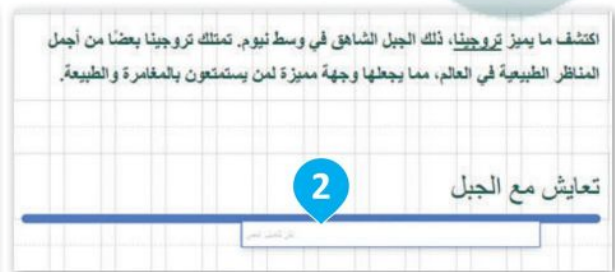 اكتشف ما يميز تروجينا، ذلك الجبل الشاهق في وسط نيوم. تمتلك تروجينا بعضًا من أجمل
المناظر الطبيعية في العالم، مما يجعلها وجهة مميزة لمن يستمتعون بالمغامرة والطبيعة.
تعايش مع الجبل
2